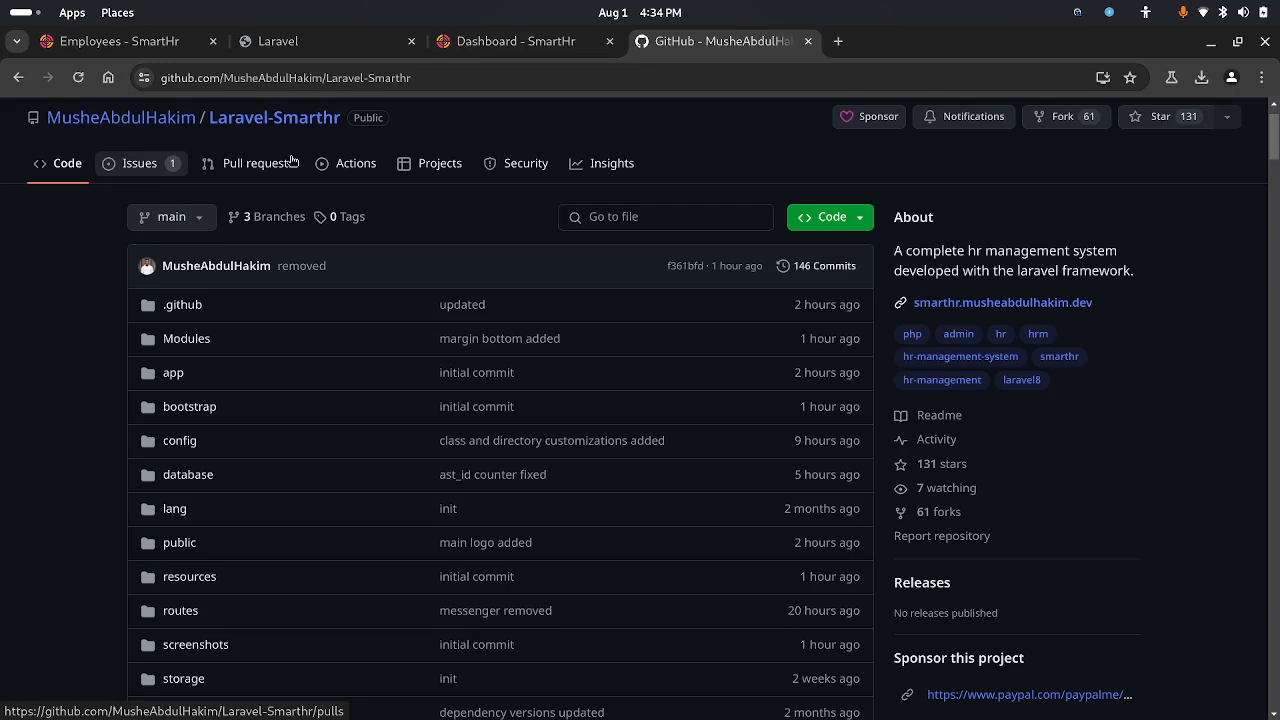 Apps Places Aug 1 4:34 PM
Employees - SmartHr Laravel Dashboard - SmartHr GitHub - MusheAbdulHa
github.com/MusheAbdulHakim/Laravel-Smarthr
MusheAbdulHakim / Laravel-Smarthr Public Sponsor Notifications Fork 61 Star 131
Code Issues 1 Pull requests Actions Projects Security Insights
main 3 Branches 0 Tags Go to file Code
MusheAbdulHakim removed f361bfd · 1 hour ago 146 Commits
.github updated 2 hours ago
Modules margin bottom added 1 hour ago
app initial commit 2 hours ago
bootstrap initial commit 1 hour ago
config class and directory customizations added 9 hours ago
database ast_id counter fixed 5 hours ago
lang init 2 months ago
public main logo added 2 hours ago
resources initial commit 1 hour ago
routes messenger removed 20 hours ago
screenshots initial commit 1 hour ago
storage init 2 weeks ago
dependency versions updated 2 months ago
About
A complete hr management system
developed with the laravel framework.
smarthr.musheabdulhakim.dev
php admin hr hrm
hr-management-system smarthr
hr-management laravel8
Readme
Activity
131 stars
7 watching
61 forks
Report repository
Releases
No releases published
Sponsor this project
https://www.paypal.com/paypalme/...
https://github.com/MusheAbdulHakim/Laravel-Smarthr/pulls